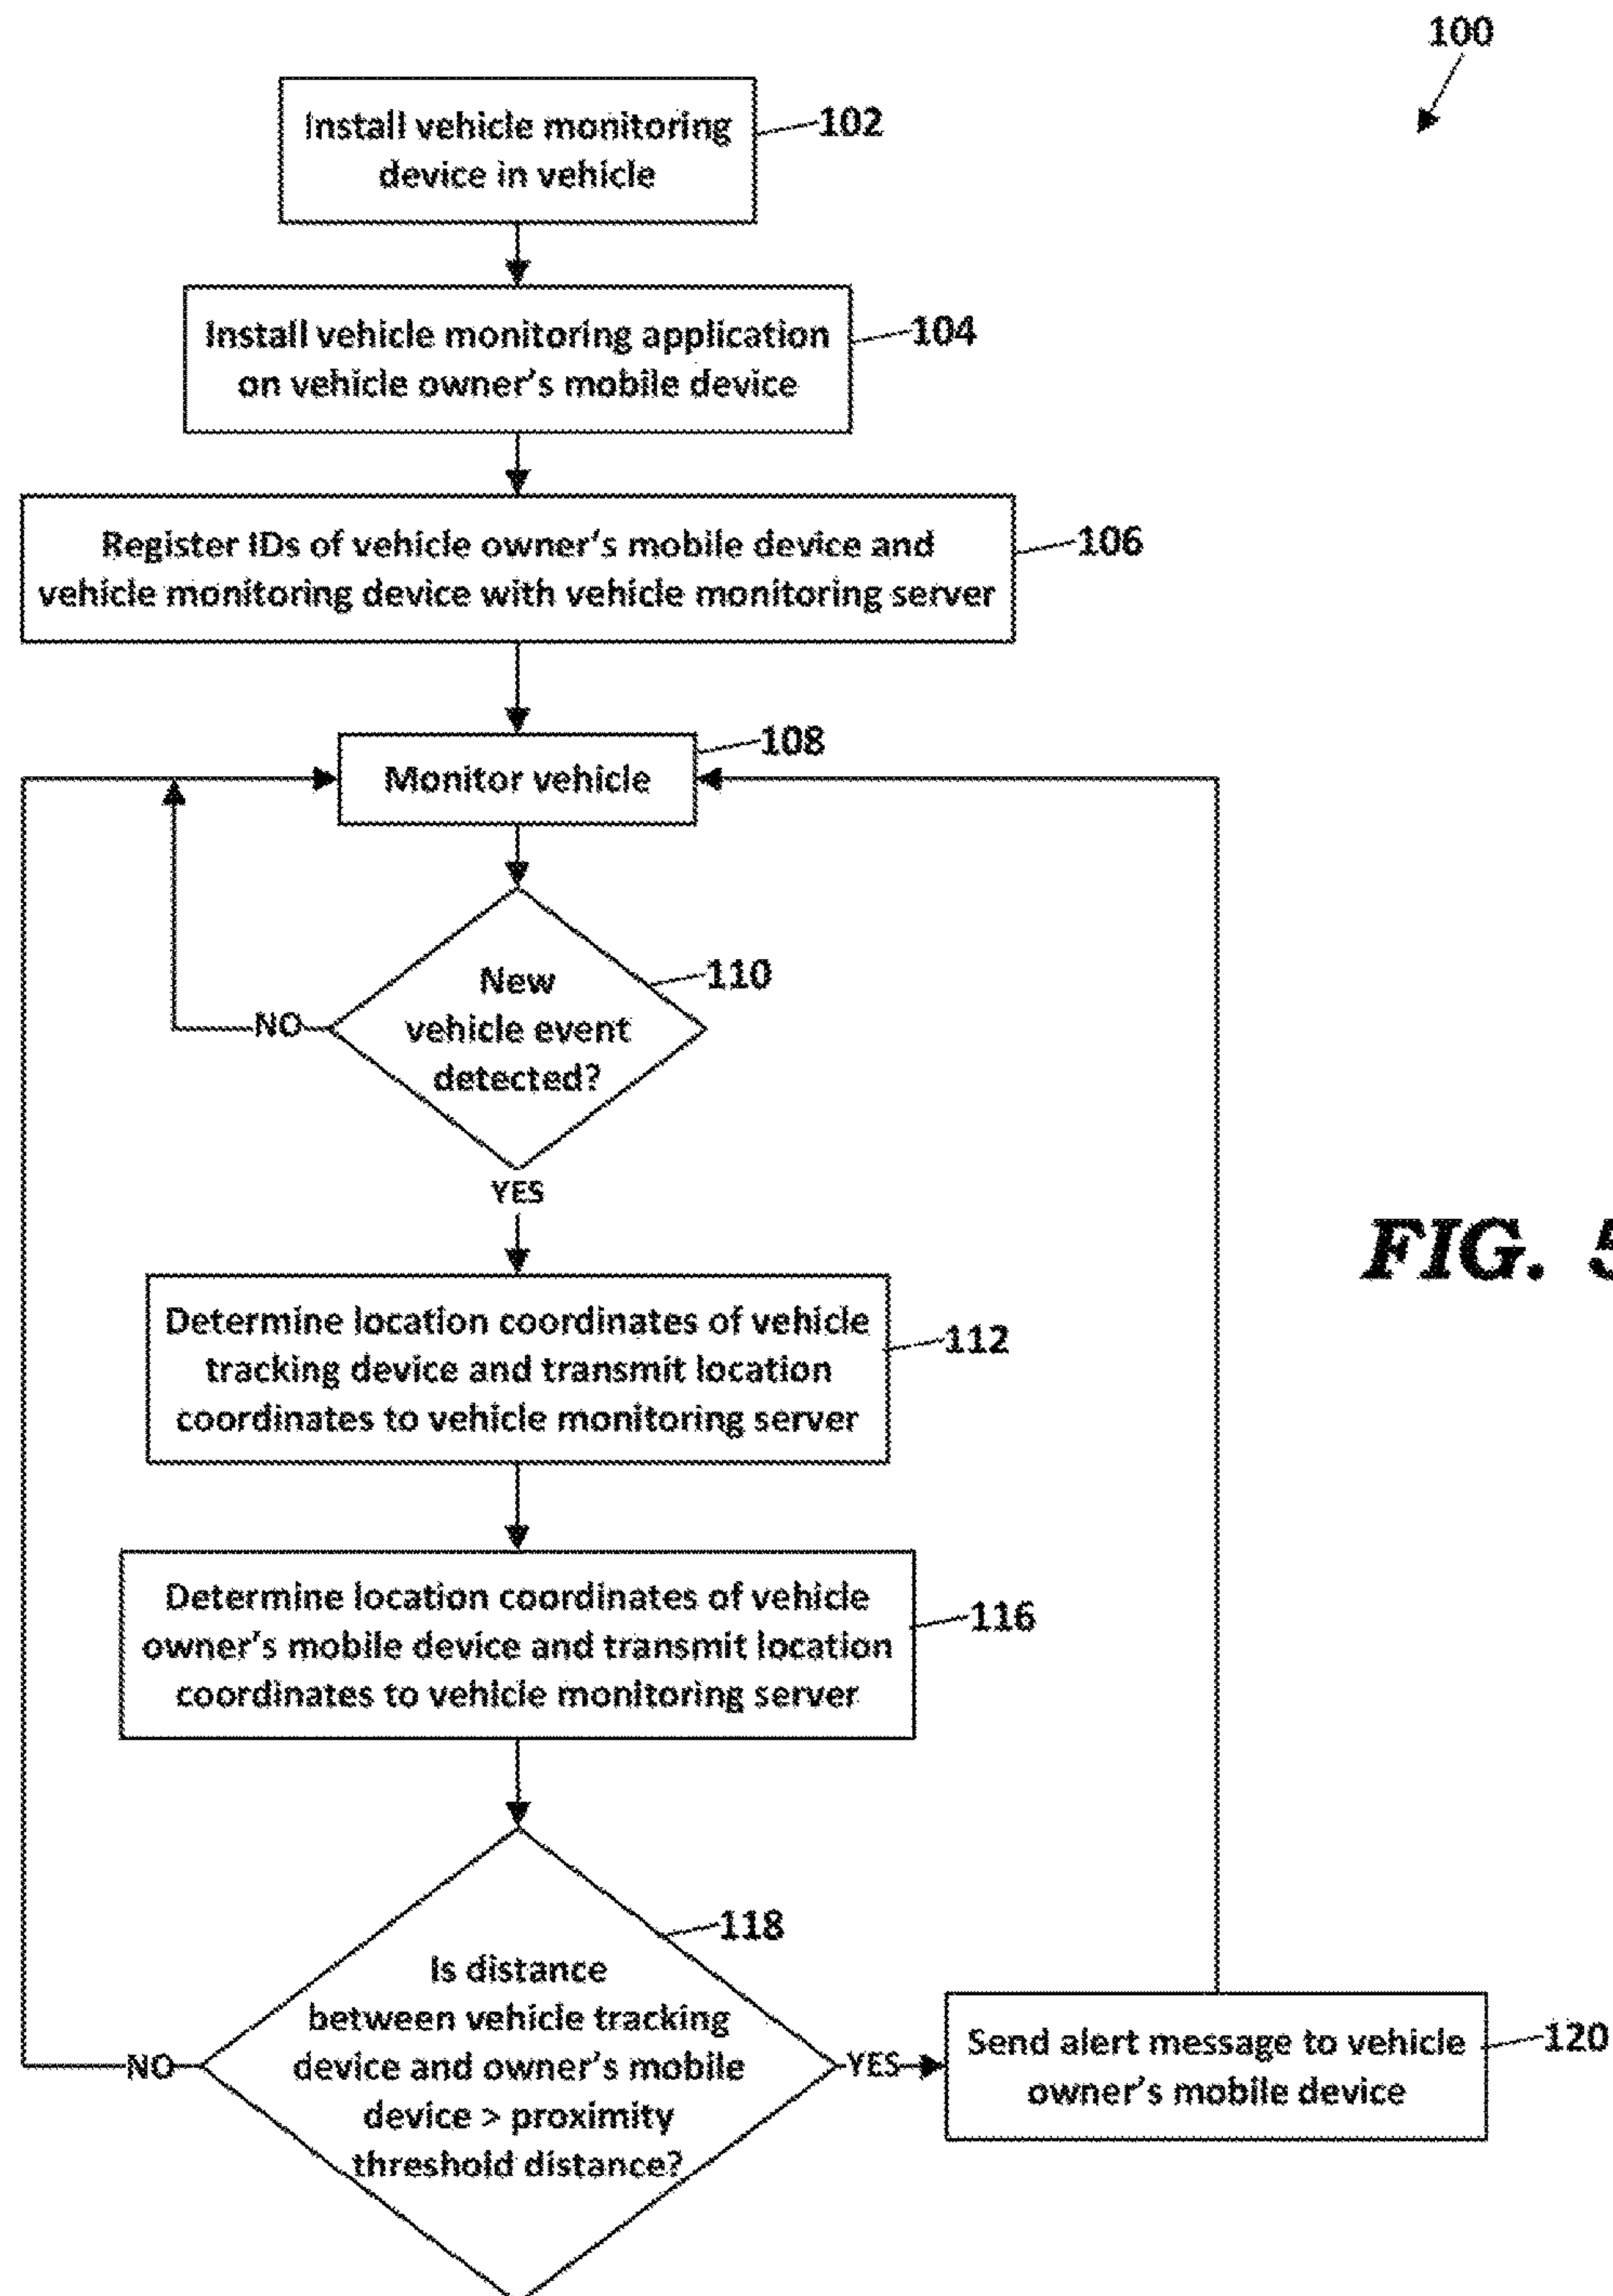 100
Install vehicle monitoring
device in vehicle
102
Install vehicle monitoring application
on vehicle owner's mobile device
104
Register IDs of vehicle owner's mobile device and
vehicle monitoring device with vehicle monitoring server
106
Monitor vehicle
108
New
vehicle event
detected?
110
NO
YES
Determine location coordinates of vehicle
tracking device and transmit location
coordinates to vehicle monitoring server
112
FIG. 5
Determine location coordinates of vehicle
owner's mobile device and transmit location
coordinates to vehicle monitoring server
116
Is distance
between vehicle tracking
device and owner's mobile
device > proximity
threshold distance?
118
NO
YES
Send alert message to vehicle
owner's mobile device
120